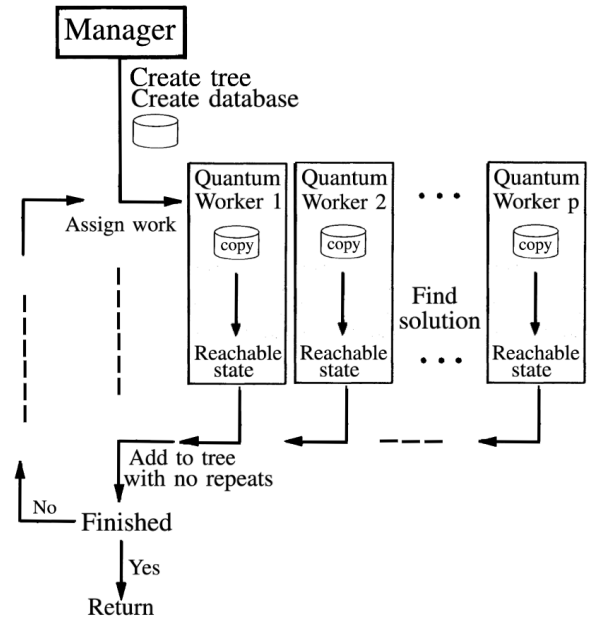 Manager
Create tree
Create database
Assign work
Quantum
Worker 1
copy
Reachable
state
Quantum
Worker 2
copy
Reachable
state
Find
solution
Quantum
Worker p
copy
Reachable
state
Add to tree
with no repeats
No
Finished
Yes
Return